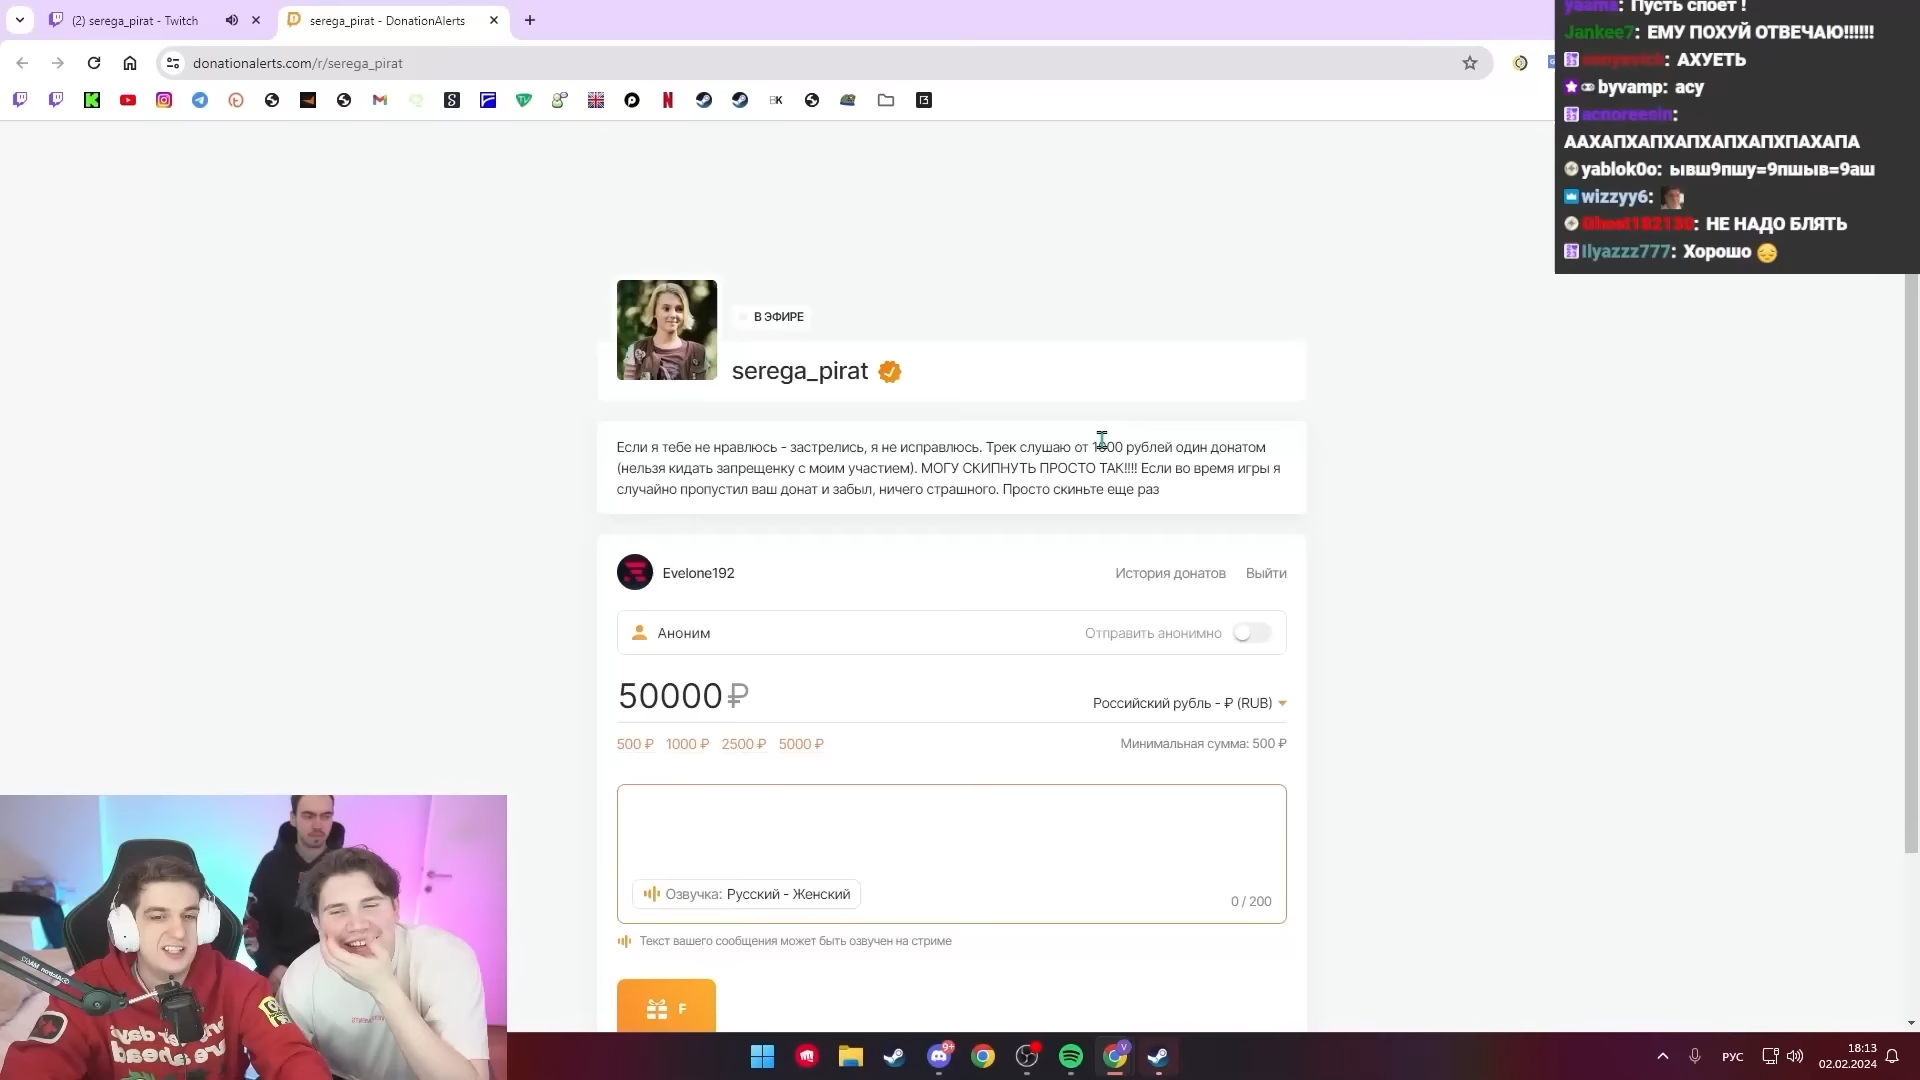 (2) serega_pirat - Twitch
serega_pirat - DonationAlerts
donationalerts.com/r/serega_pirat
yaama: Пусть споет !
Jankee7: ЕМУ ПОХУЙ ОТВЕЧАЮ!!!!!!
: АХУЕТЬ
byvamp: асу
acnoreesin:
ААХАПХАПХАПХАПХАПХПАХАПА
yablok0o: ывш9пшу=9пшыв=9аш
wizzyy6:
Ghost182130: НЕ НАДО БЛЯТЬ
Ilyazzz777: Хорошо
В ЭФИРЕ
serega_pirat
Если я тебе не нравлюсь - застрелись, я не исправлюсь. Трек слушаю от рублей один донатом
(нельзя кидать запрещенку с моим участием). МОГУ СКИПНУТЬ ПРОСТО ТАК!!!! Если во время игры я
случайно пропустил ваш донат и забыл, ничего страшного. Просто скиньте еще раз
Evelone192
История донатов Выйти
Аноним
Отправить анонимно
50000 ₽
Российский рубль - ₽ (RUB)
500 ₽ 1000 ₽ 2500 ₽ 5000 ₽
Минимальная сумма: 500 ₽
Озвучка: Русский - Женский
0 / 200
Текст вашего сообщения может быть озвучен на стриме
F
9+
РУС
18:13
02.02.2024